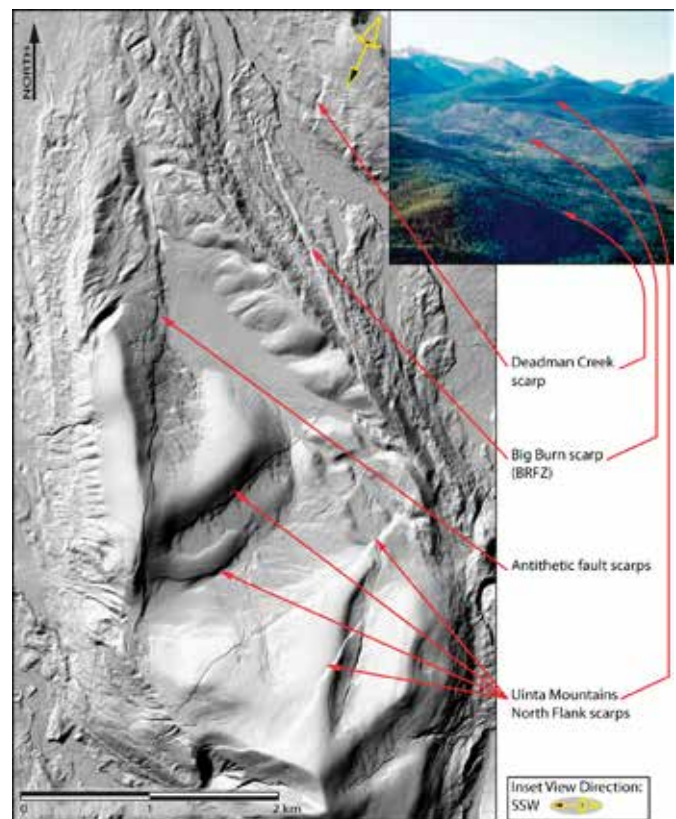 NORTH
Deadman Creek
scarp
Big Burn scarp
(BRFZ)
Antithetic fault scarps
Uinta Mountains
North Flank scarps
0 1 2 km
Inset View Direction:
SSW